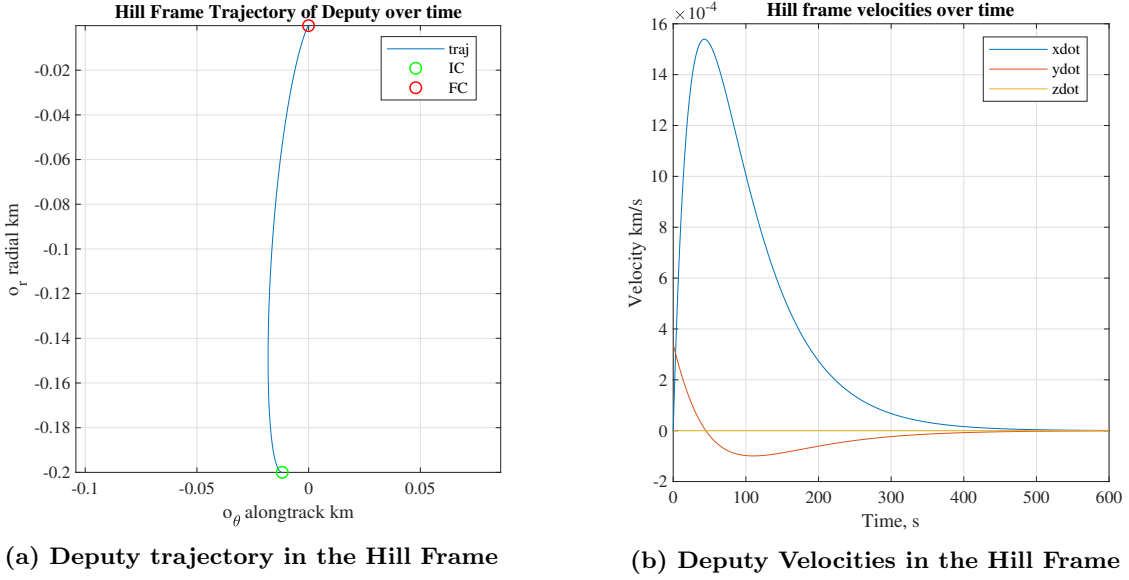 Hill Frame Trajectory of Deputy over time
traj
IC
FC
-0.02
-0.04
-0.06
-0.08
-0.1
-0.12
-0.14
-0.16
-0.18
-0.2
-0.1
-0.05
0
0.05
o_r radial km
o_θ alongtrack km
(a) Deputy trajectory in the Hill Frame
Hill frame velocities over time
×10^-4
xdot
ydot
zdot
16
14
12
10
8
6
4
2
0
-2
0
100
200
300
400
500
600
Velocity km/s
Time, s
(b) Deputy Velocities in the Hill Frame